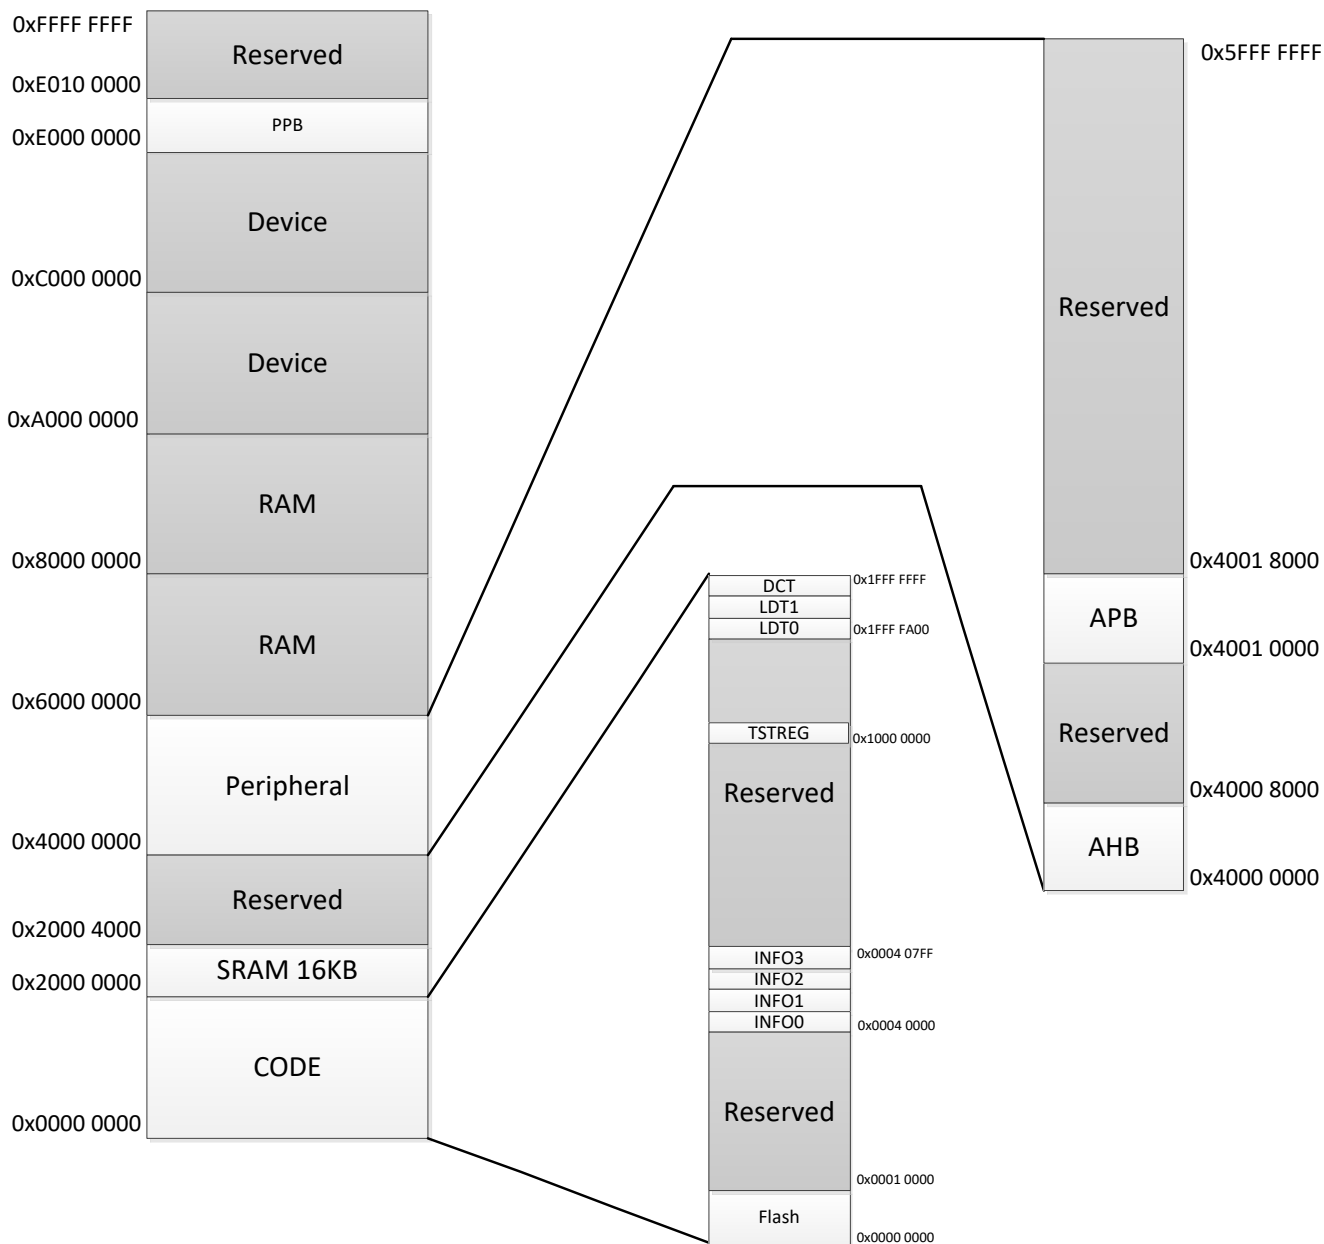 0xFFFF FFFF
Reserved
0xE010 0000
PPB
0xE000 0000
Device
0xC000 0000
Device
0xA000 0000
RAM
0x8000 0000
RAM
0x6000 0000
Peripheral
0x4000 0000
Reserved
0x2000 4000
SRAM 16KB
0x2000 0000
CODE
0x0000 0000
DCT
0x1FFF FFFF
LDT1
LDT0
0x1FFF FA00
TSTREG
0x1000 0000
Reserved
INFO3
0x0004 07FF
INFO2
INFO1
INFO0
0x0004 0000
Reserved
0x0001 0000
Flash
0x0000 0000
0x5FFF FFFF
Reserved
0x4001 8000
APB
0x4001 0000
Reserved
0x4000 8000
AHB
0x4000 0000